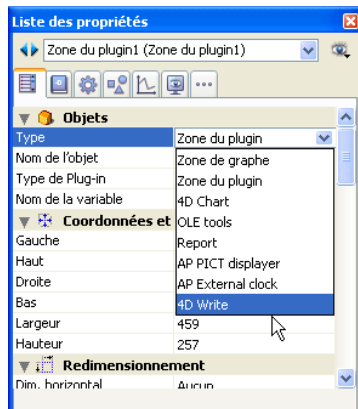 Liste des propriétés
Zone du plugin1 (Zone du plugin1)
Objets
Type Zone du plugin
Nom de l'objet Zone de graphe
Type de Plug-in Zone du plugin
Nom de la variable 4D Chart
Coordonnées et OLE tools
Gauche Report
Haut AP PICT displayer
Droite AP External clock
Bas 4D Write
Largeur 459
Hauteur 257
Redimensionnement
Dim. horizontal Aucun